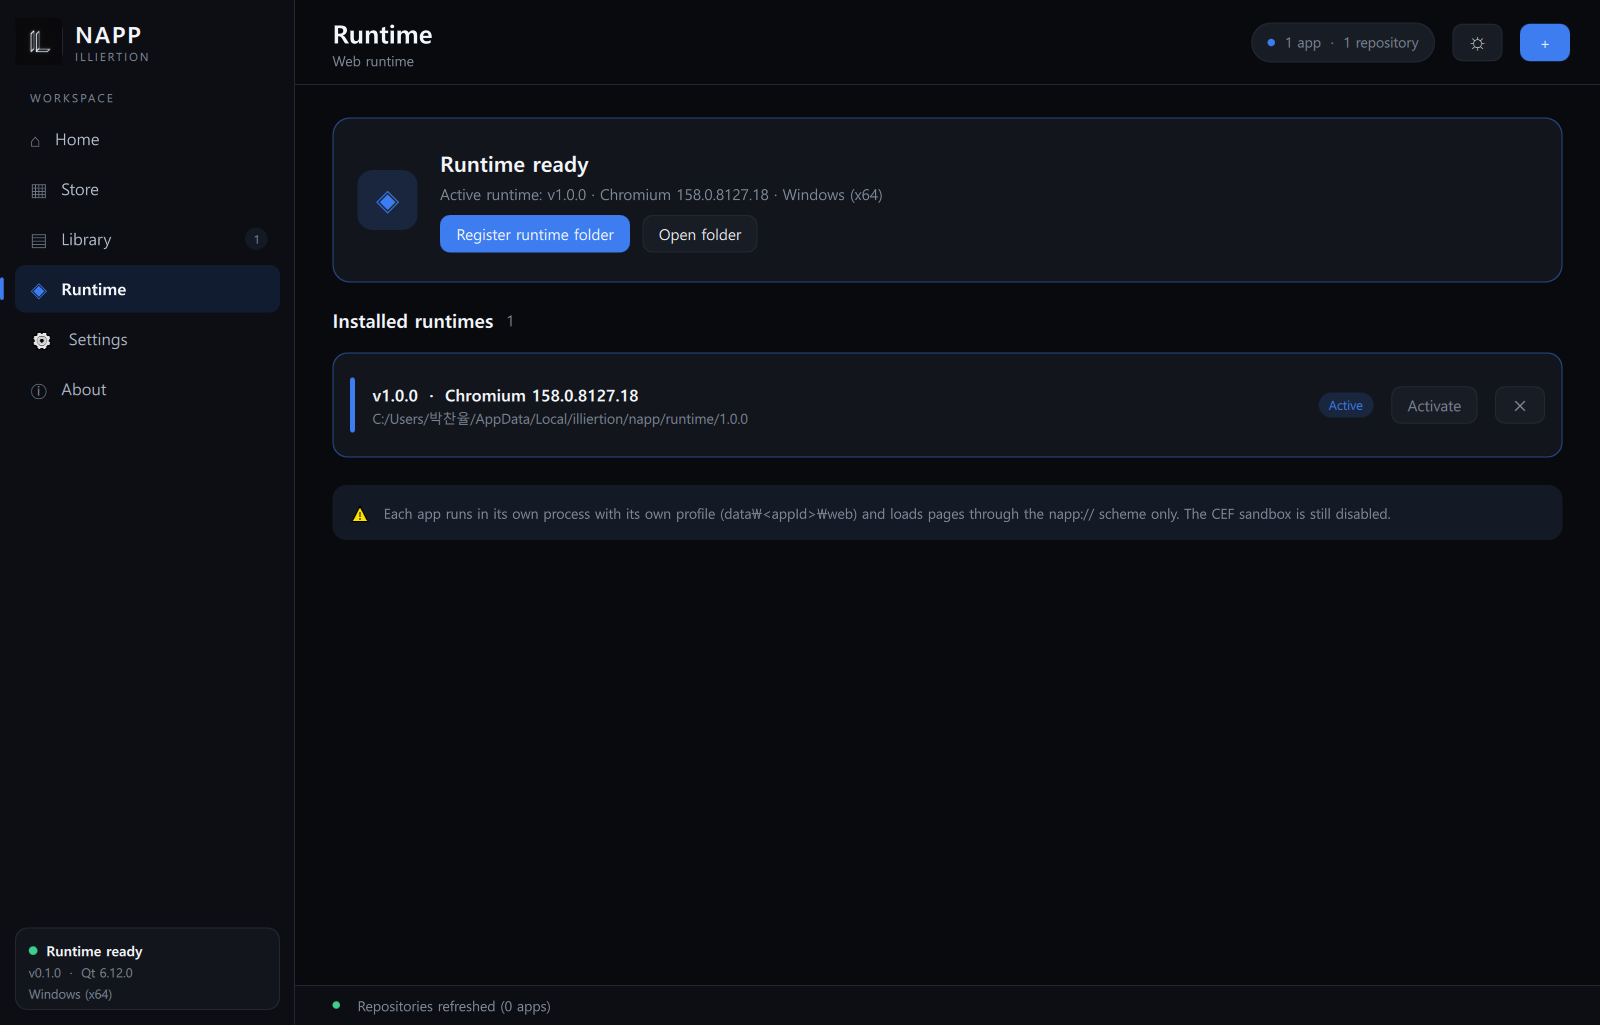 NAPP
ILLIERTION
WORKSPACE
Home
Store
Library 1
Runtime
Settings
About
Runtime ready
v0.1.0 · Qt 6.12.0
Windows (x64)
Runtime
Web runtime
1 app · 1 repository
+
Runtime ready
Active runtime: v1.0.0 · Chromium 158.0.8127.18 · Windows (x64)
Register runtime folder Open folder
Installed runtimes 1
v1.0.0 · Chromium 158.0.8127.18
C:/Users/박찬율/AppData/Local/illiertion/napp/runtime/1.0.0
Active Activate ✕
Each app runs in its own process with its own profile (data₩<appId>₩web) and loads pages through the napp:// scheme only. The CEF sandbox is still disabled.
Repositories refreshed (0 apps)